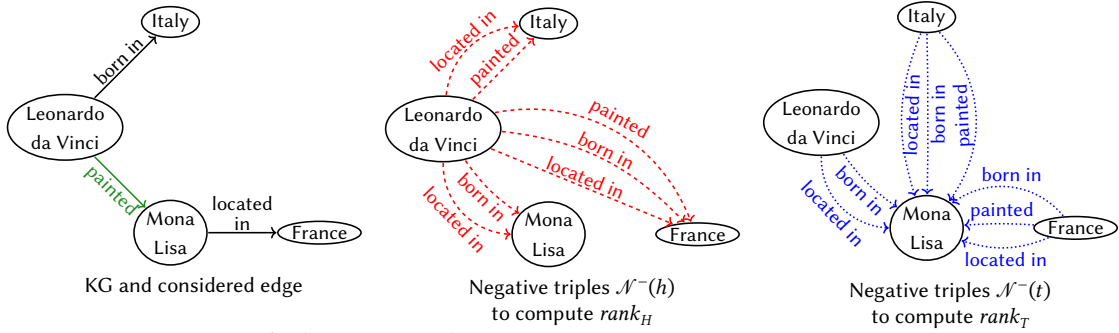 Italy
born in
Leonardo
da Vinci
painted
Mona
Lisa
located
in
France
KG and considered edge
Italy
located in
painted
Leonardo
da Vinci
painted
born in
located in
born in
located in
Mona
Lisa
France
Negative triples 𝒩⁻(h)
to compute rank_H
Italy
located in
born in
painted
Leonardo
da Vinci
born in
located in
Mona
Lisa
born in
painted
located in
France
Negative triples 𝒩⁻(t)
to compute rank_T